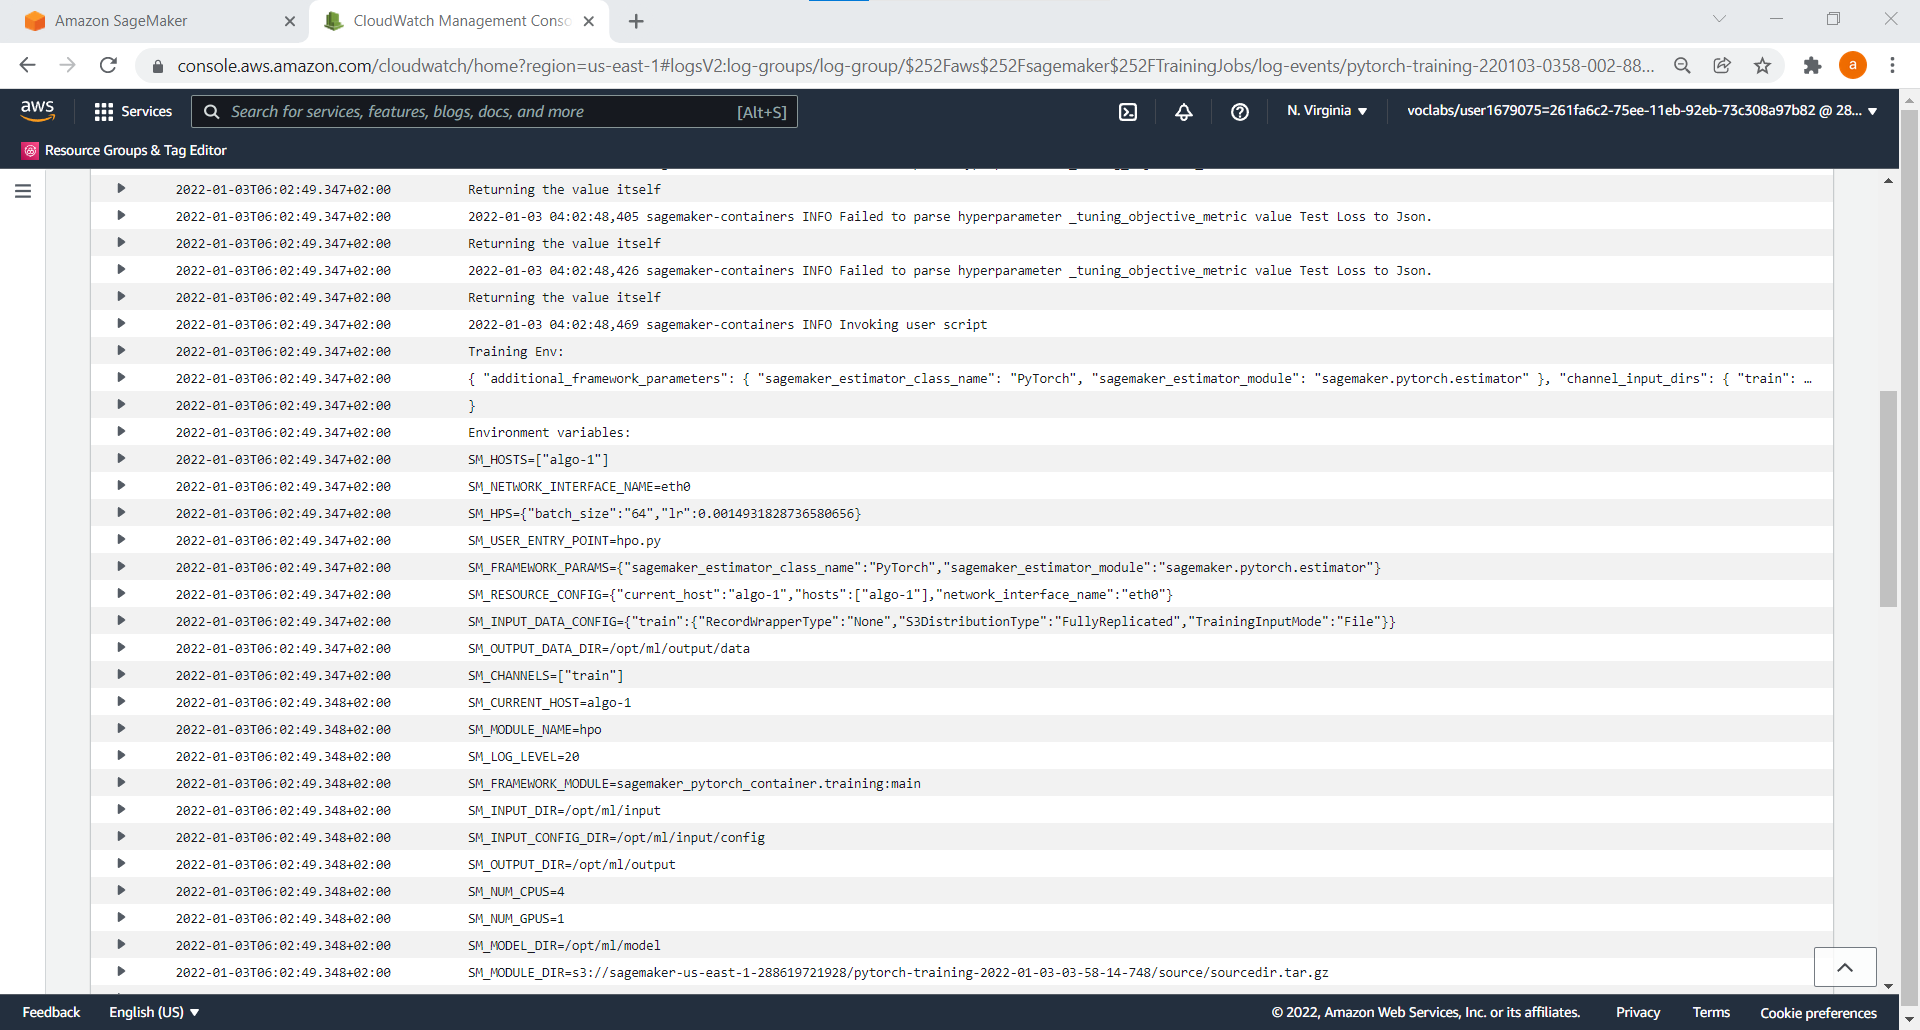 Amazon SageMaker
CloudWatch Management Conso
console.aws.amazon.com/cloudwatch/home?region=us-east-1#logsV2:log-groups/log-group/$252Faws$252Fsagemaker$252FTrainingJobs/log-events/pytorch-training-220103-0358-002-88...
a
aws
Services
Search for services, features, blogs, docs, and more
[Alt+S]
N. Virginia
voclabs/user1679075=261fa6c2-75ee-11eb-92eb-73c308a97b82 @ 28...
Resource Groups & Tag Editor
2022-01-03T06:02:49.347+02:00 Returning the value itself
2022-01-03T06:02:49.347+02:00 2022-01-03 04:02:48,405 sagemaker-containers INFO Failed to parse hyperparameter _tuning_objective_metric value Test Loss to Json.
2022-01-03T06:02:49.347+02:00 Returning the value itself
2022-01-03T06:02:49.347+02:00 2022-01-03 04:02:48,426 sagemaker-containers INFO Failed to parse hyperparameter _tuning_objective_metric value Test Loss to Json.
2022-01-03T06:02:49.347+02:00 Returning the value itself
2022-01-03T06:02:49.347+02:00 2022-01-03 04:02:48,469 sagemaker-containers INFO Invoking user script
2022-01-03T06:02:49.347+02:00 Training Env:
2022-01-03T06:02:49.347+02:00 { "additional_framework_parameters": { "sagemaker_estimator_class_name": "PyTorch", "sagemaker_estimator_module": "sagemaker.pytorch.estimator" }, "channel_input_dirs": { "train": …
2022-01-03T06:02:49.347+02:00 }
2022-01-03T06:02:49.347+02:00 Environment variables:
2022-01-03T06:02:49.347+02:00 SM_HOSTS=["algo-1"]
2022-01-03T06:02:49.347+02:00 SM_NETWORK_INTERFACE_NAME=eth0
2022-01-03T06:02:49.347+02:00 SM_HPS={"batch_size":"64","lr":0.0014931828736580656}
2022-01-03T06:02:49.347+02:00 SM_USER_ENTRY_POINT=hpo.py
2022-01-03T06:02:49.347+02:00 SM_FRAMEWORK_PARAMS={"sagemaker_estimator_class_name":"PyTorch","sagemaker_estimator_module":"sagemaker.pytorch.estimator"}
2022-01-03T06:02:49.347+02:00 SM_RESOURCE_CONFIG={"current_host":"algo-1","hosts":["algo-1"],"network_interface_name":"eth0"}
2022-01-03T06:02:49.347+02:00 SM_INPUT_DATA_CONFIG={"train":{"RecordWrapperType":"None","S3DistributionType":"FullyReplicated","TrainingInputMode":"File"}}
2022-01-03T06:02:49.347+02:00 SM_OUTPUT_DATA_DIR=/opt/ml/output/data
2022-01-03T06:02:49.347+02:00 SM_CHANNELS=["train"]
2022-01-03T06:02:49.348+02:00 SM_CURRENT_HOST=algo-1
2022-01-03T06:02:49.348+02:00 SM_MODULE_NAME=hpo
2022-01-03T06:02:49.348+02:00 SM_LOG_LEVEL=20
2022-01-03T06:02:49.348+02:00 SM_FRAMEWORK_MODULE=sagemaker_pytorch_container.training:main
2022-01-03T06:02:49.348+02:00 SM_INPUT_DIR=/opt/ml/input
2022-01-03T06:02:49.348+02:00 SM_INPUT_CONFIG_DIR=/opt/ml/input/config
2022-01-03T06:02:49.348+02:00 SM_OUTPUT_DIR=/opt/ml/output
2022-01-03T06:02:49.348+02:00 SM_NUM_CPUS=4
2022-01-03T06:02:49.348+02:00 SM_NUM_GPUS=1
2022-01-03T06:02:49.348+02:00 SM_MODEL_DIR=/opt/ml/model
2022-01-03T06:02:49.348+02:00 SM_MODULE_DIR=s3://sagemaker-us-east-1-288619721928/pytorch-training-2022-01-03-03-58-14-748/source/sourcedir.tar.gz
Feedback
English (US)
© 2022, Amazon Web Services, Inc. or its affiliates.
Privacy
Terms
Cookie preferences